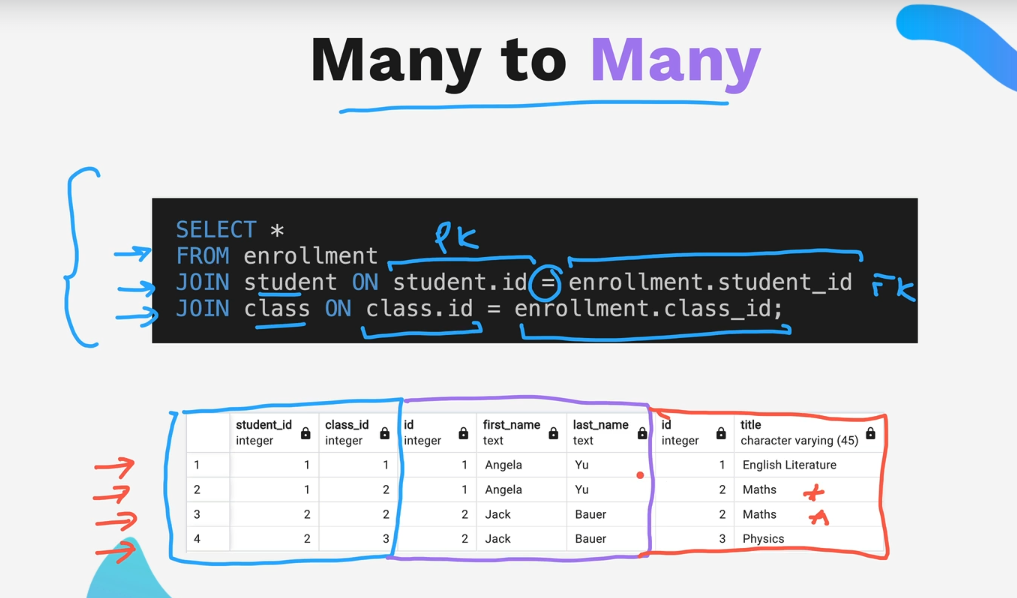 Many to Many
SELECT *
PK
FROM enrollment
JOIN student ON student.id = enrollment.student_id FK
JOIN class ON class.id = enrollment.class_id;
student_id class_id id first_name last_name id title
integer integer integer text text integer character varying (45)
1 1 1 1 Angela Yu 1 English Literature
2 1 2 1 Angela Yu 2 Maths
3 2 2 2 Jack Bauer 2 Maths
4 2 3 2 Jack Bauer 3 Physics